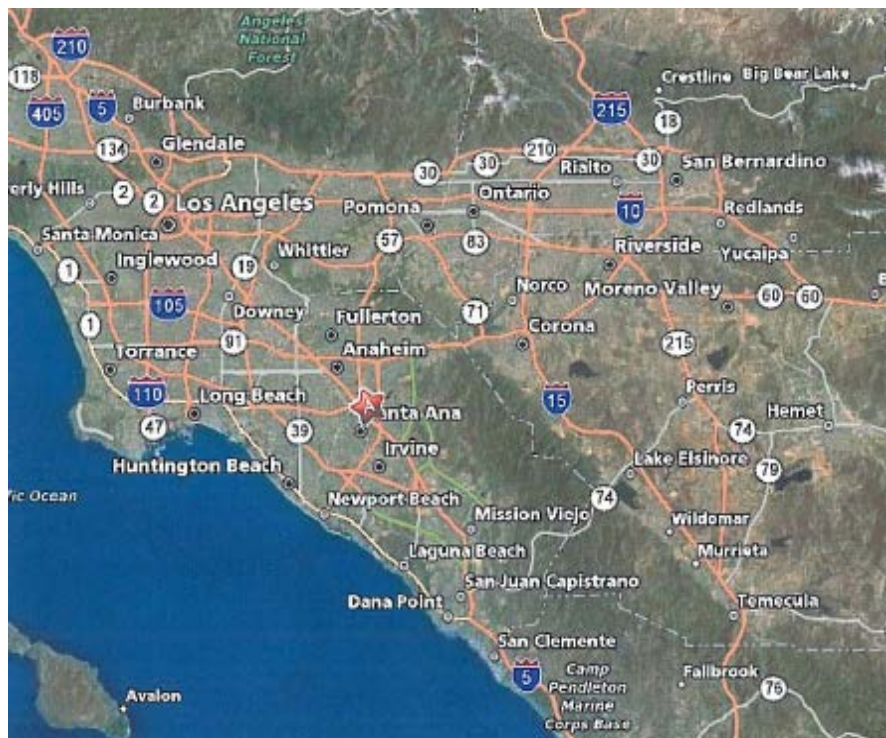 Angeles
National
Forest
210
118
405
5
Burbank
Crestline
Big Bear Lake
215
18
134
Glendale
210
30
30
30
Rialto
San Bernardino
erly Hills
2
2
Los Angeles
Pomona
Ontario
10
Redlands
Santa Monica
Whittier
57
83
Riverside
Yucaipa
1
Inglewood
19
Norco
Moreno Valley
60
60
105
Downey
Fullerton
71
1
91
Corona
215
Torrance
Anaheim
110
Long Beach
A
anta Ana
15
Perris
Hemet
47
39
74
Irvine
Huntington Beach
Lake Elsinore
79
fic Ocean
Newport Beach
74
Mission Viejo
Wildomar
Laguna Beach
Murrieta
San Juan Capistrano
Dana Point
Temecula
San Clemente
5
Camp
Pendleton
Marine
Corps Base
Fallbrook
76
Avalon